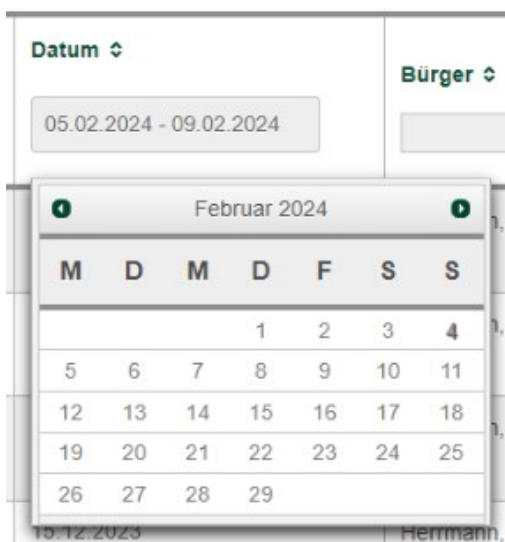 Datum
Bürger
05.02.2024 - 09.02.2024
Februar 2024
M D M D F S S
1 2 3 4
5 6 7 8 9 10 11
12 13 14 15 16 17 18
19 20 21 22 23 24 25
26 27 28 29
15.12.2023
Herrmann,